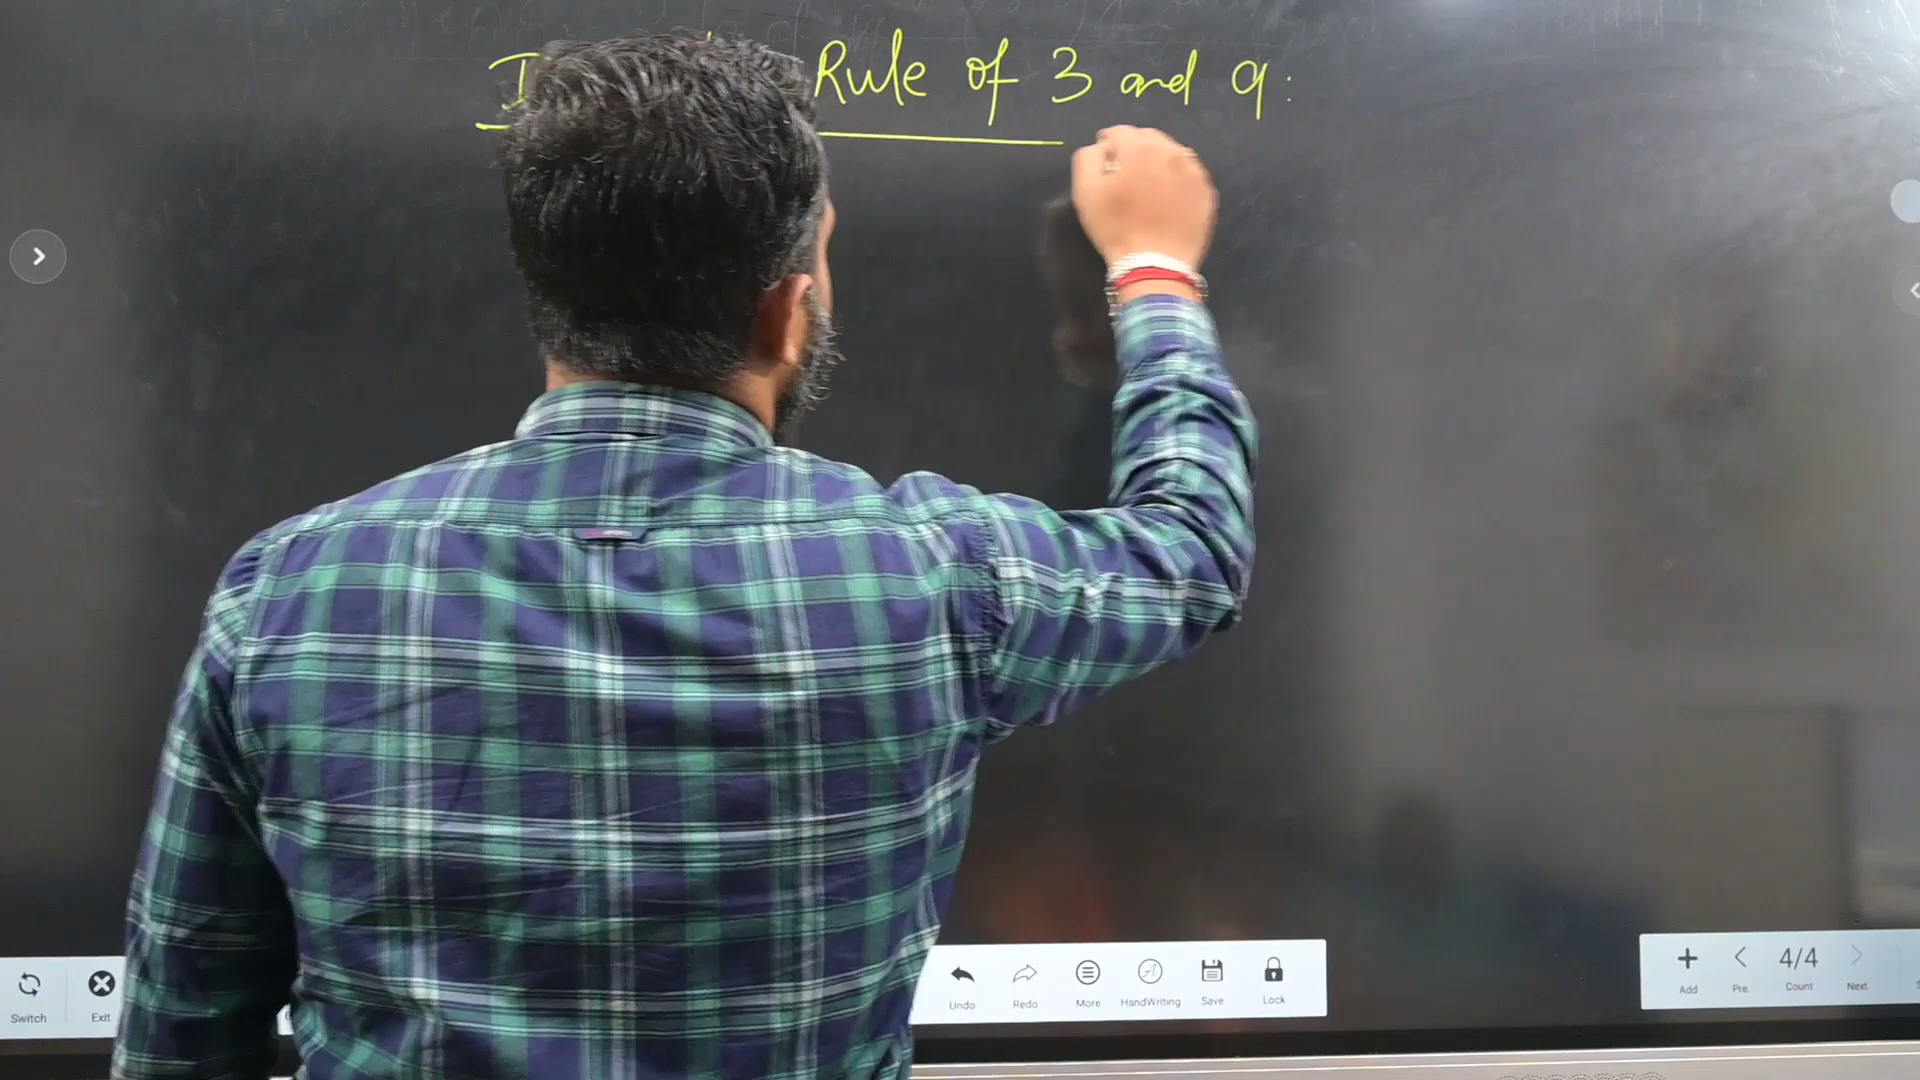 Rule of 3 and 9:
Switch
Exit
Undo
Redo
More
HandWriting
Save
Lock
Add
Pre.
4/4
Count
Next